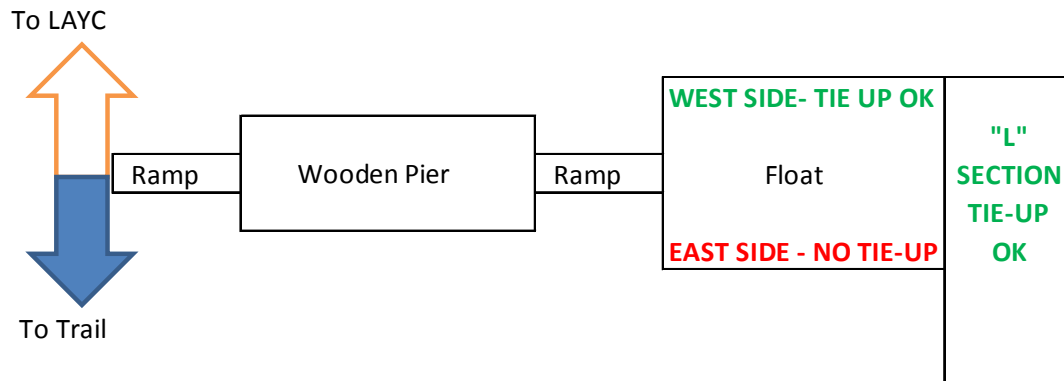 To LAYC
WEST SIDE- TIE UP OK
"L"
SECTION
TIE-UP
OK
Ramp
Wooden Pier
Ramp
Float
EAST SIDE - NO TIE-UP
To Trail